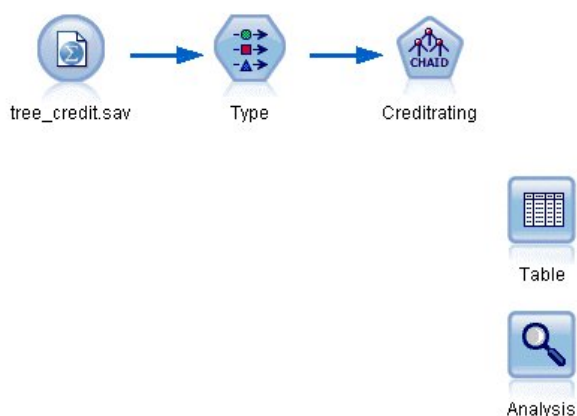 CHAID
tree_credit.sav
Type
Creditrating
Table
Analysis